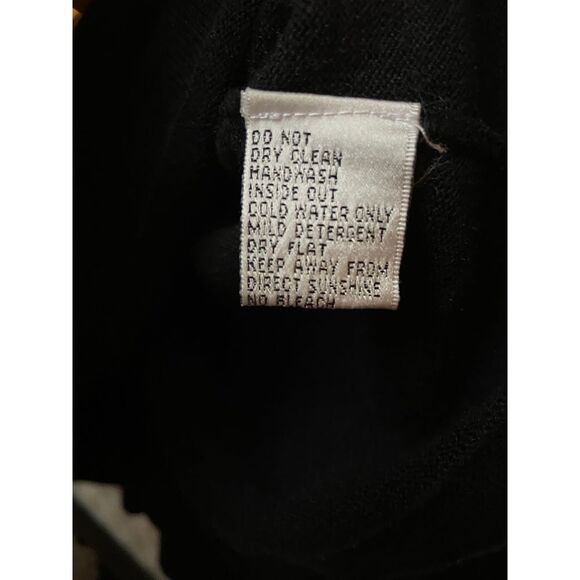 DO NOT
DRY CLEAN
HANDWASH
INSIDE OUT
COLD WATER ONLY
MILD DETERGENT
DRY FLAT
KEEP AWAY FROM
DIRECT SUNSHINE
NO BLEACH